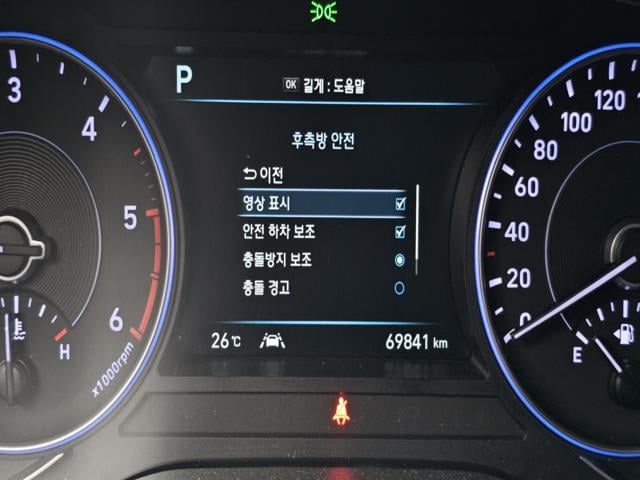 P
OK 길게 : 도움말
후측방 안전
이전
영상 표시
안전 하차 보조
충돌방지 보조
충돌 경고
26℃
69841 km
3
4
5
6
x1000rpm
H
120
100
80
60
40
20
0
E